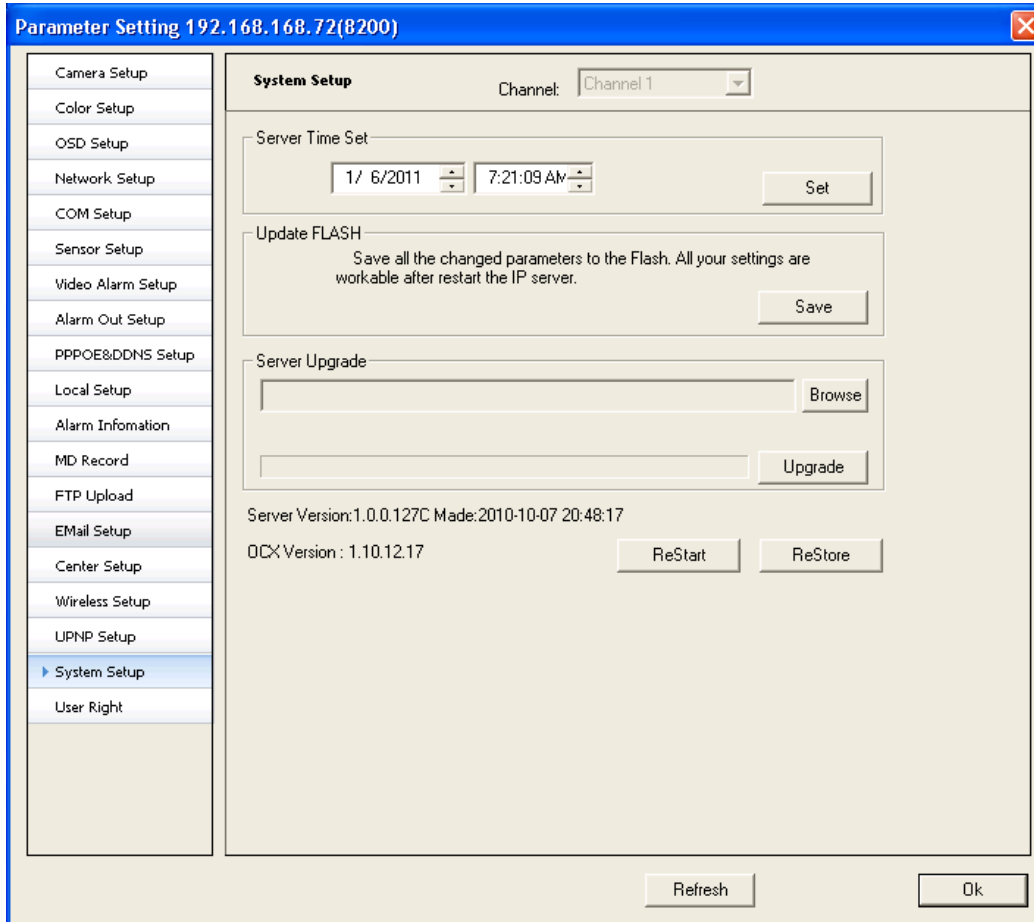 Parameter Setting 192.168.168.72(8200)
Camera Setup
Color Setup
OSD Setup
Network Setup
COM Setup
Sensor Setup
Video Alarm Setup
Alarm Out Setup
PPPOE&DDNS Setup
Local Setup
Alarm Infomation
MD Record
FTP Upload
EMail Setup
Center Setup
Wireless Setup
UPNP Setup
System Setup
User Right
System Setup
Channel: Channel 1
Server Time Set
1/ 6/2011 7:21:09 AM
Set
Update FLASH
Save all the changed parameters to the Flash. All your settings are
workable after restart the IP server.
Save
Server Upgrade
Browse
Upgrade
Server Version:1.0.0.127C Made:2010-10-07 20:48:17
OCX Version : 1.10.12.17
ReStart ReStore
Refresh Ok